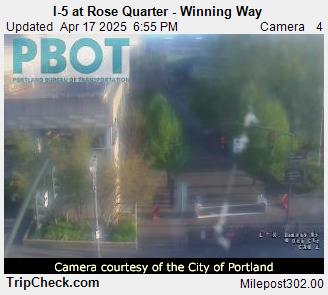 I-5 at Rose Quarter - Winning Way
Updated Apr 17 2025 6:55 PM Camera 4
PBOT
PORTLAND BUREAU OF TRANSPORTATION
Camera courtesy of the City of Portland
TripCheck.com Milepost302.00